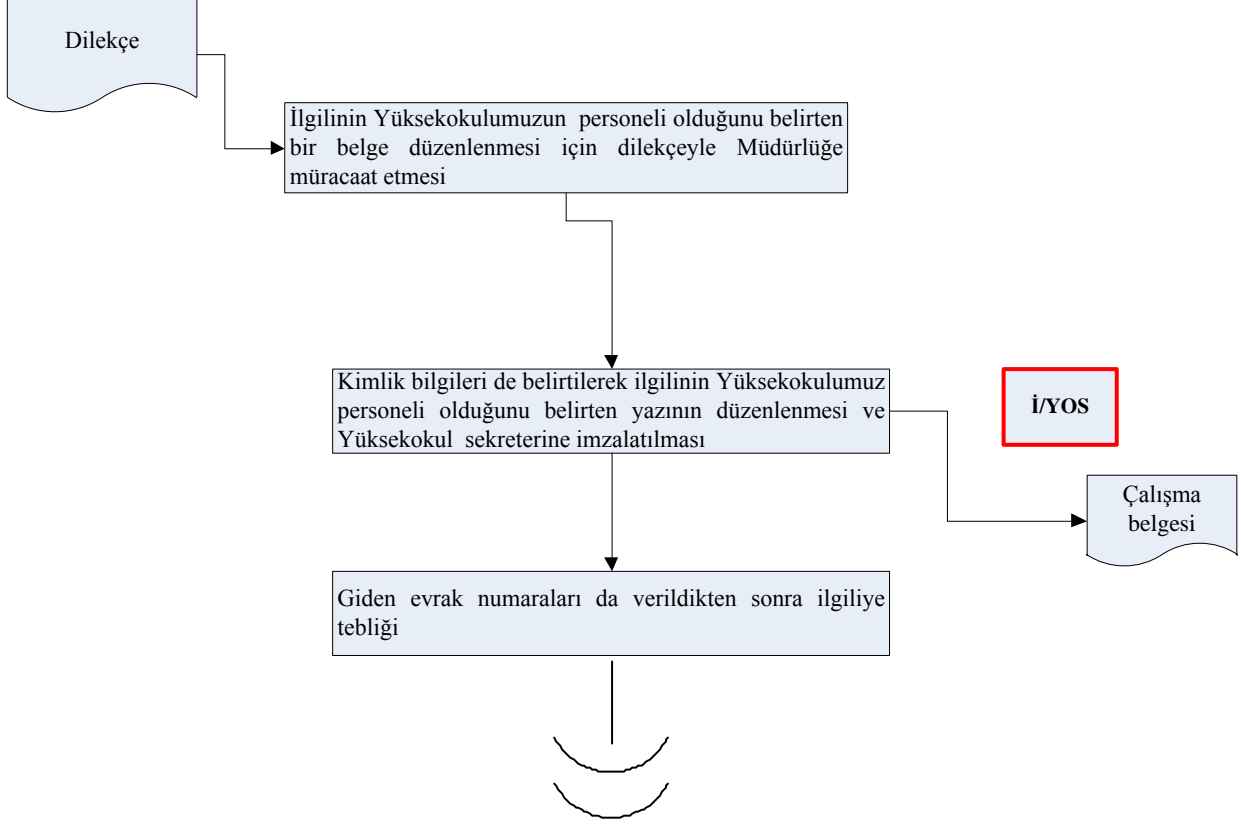 Dilekçe
İlgilinin Yüksekokulumuzun personeli olduğunu belirten
bir belge düzenlenmesi için dilekçeyle Müdürlüğe
müracaat etmesi
Kimlik bilgileri de belirtilerek ilgilinin Yüksekokulumuz
personeli olduğunu belirten yazının düzenlenmesi ve
Yüksekokul sekreterine imzalatılması
İ/YOS
Çalışma
belgesi
Giden evrak numaraları da verildikten sonra ilgiliye
tebliği